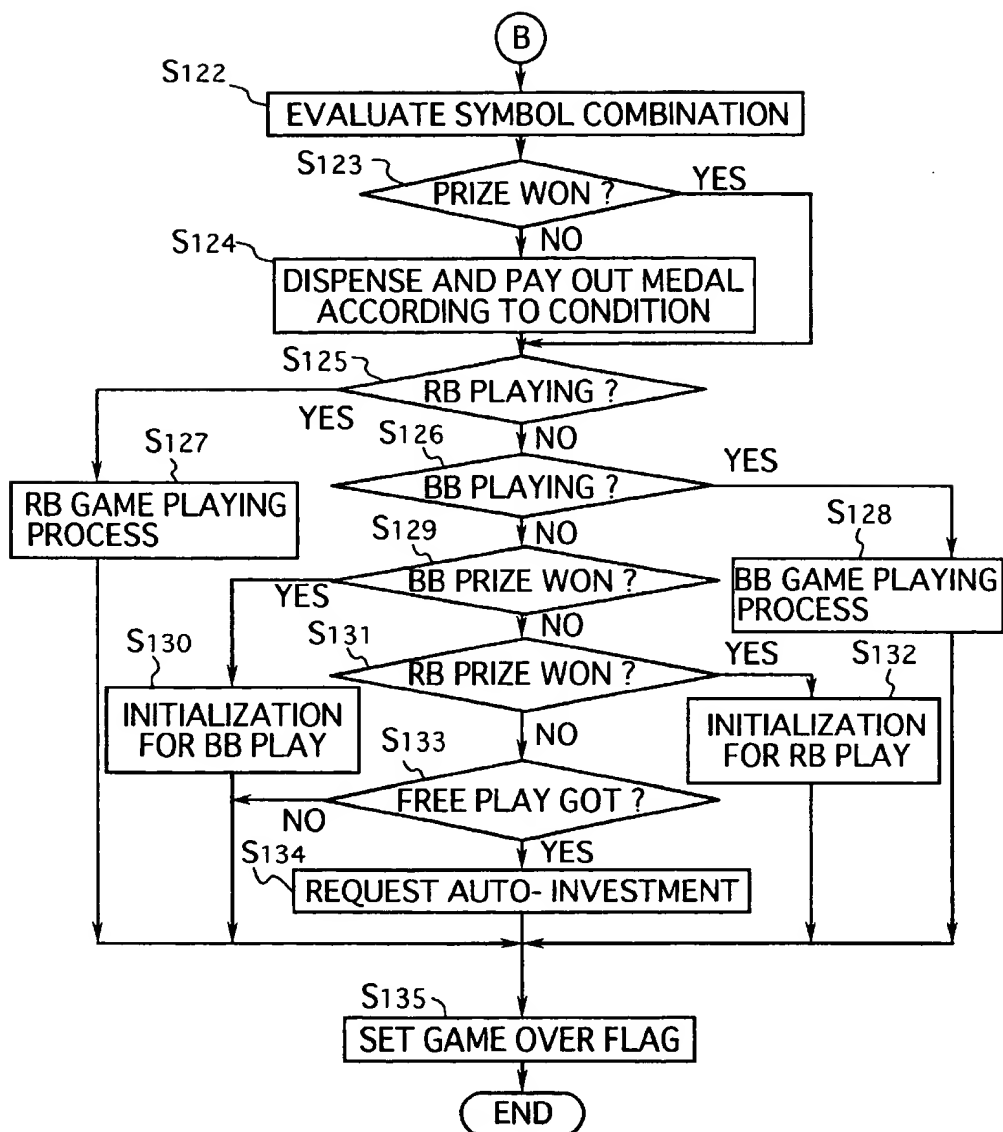 B
S122
EVALUATE SYMBOL COMBINATION
S123
PRIZE WON ?
YES
NO
S124
DISPENSE AND PAY OUT MEDAL
ACCORDING TO CONDITION
S125
RB PLAYING ?
YES
NO
S126
BB PLAYING ?
YES
NO
S127
RB GAME PLAYING
PROCESS
S128
BB GAME PLAYING
PROCESS
S129
BB PRIZE WON ?
YES
NO
S130
INITIALIZATION
FOR BB PLAY
S131
RB PRIZE WON ?
YES
NO
S132
INITIALIZATION
FOR RB PLAY
S133
FREE PLAY GOT ?
NO
YES
S134
REQUEST AUTO- INVESTMENT
S135
SET GAME OVER FLAG
END